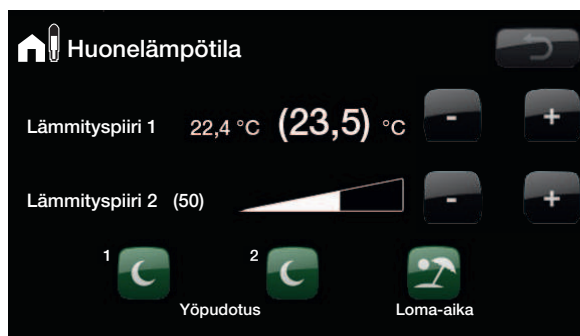 Huonelämpötila
Lämmityspiiri 1 22,4 °C (23,5) °C - +
Lämmityspiiri 2 (50) - +
1 2
Yöpudotus Loma-aika